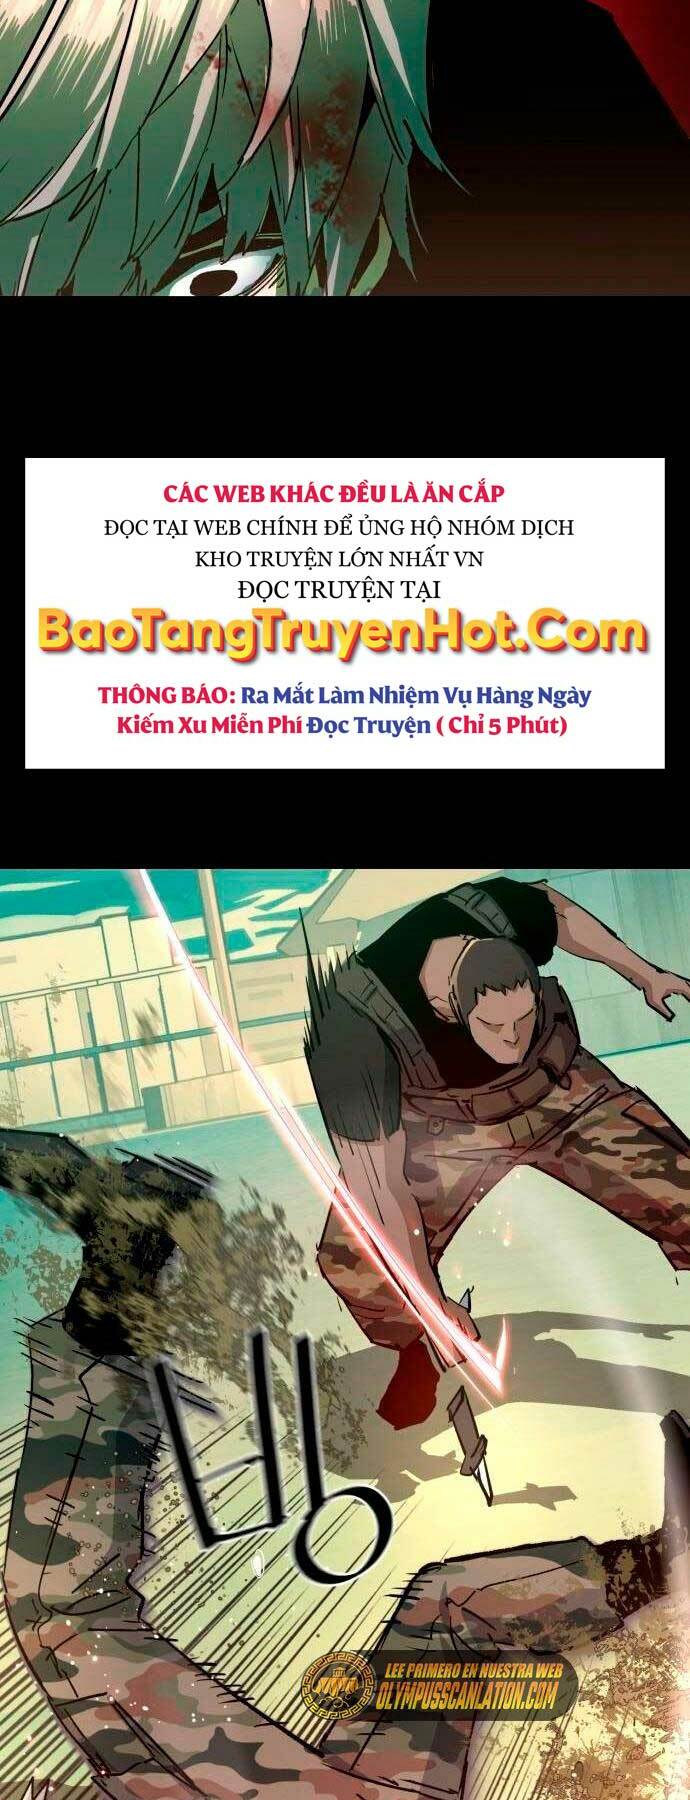 CÁC WEB KHÁC ĐỀU LÀ ĂN CẮP
ĐỌC TẠI WEB CHÍNH ĐỂ ỦNG HỘ NHÓM DỊCH
KHO TRUYỆN LỚN NHẤT VN
ĐỌC TRUYỆN TẠI
BaoTangTruyenHot.Com
THÔNG BÁO: Ra Mắt Làm Nhiệm Vụ Hàng Ngày
Kiếm Xu Miễn Phí Đọc Truyện ( Chỉ 5 Phút)
빙
LEE PRIMERO EN NUESTRA WEB
OLYMPUSSCANLATION.COM